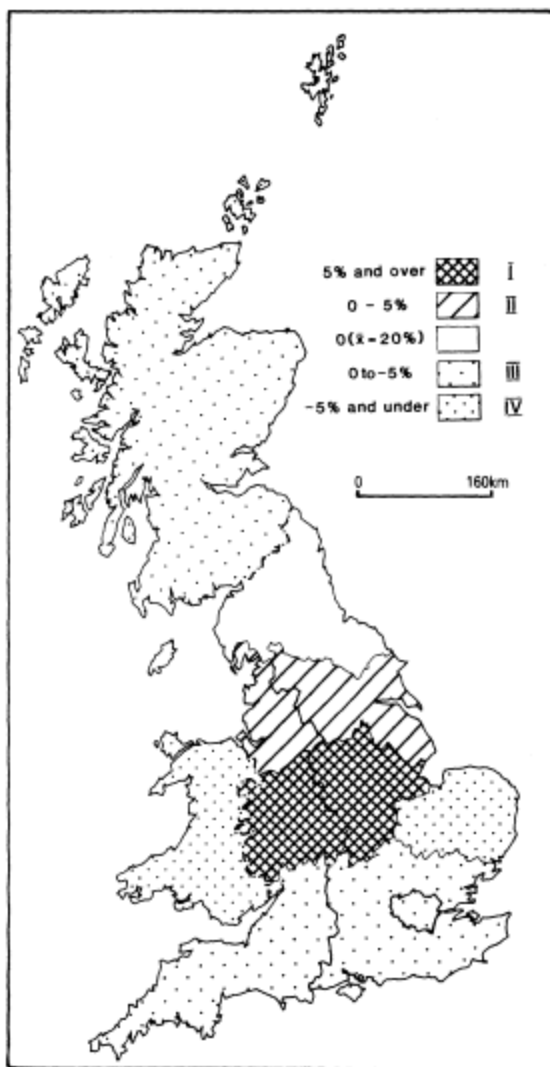 5% and over I
0 - 5% II
0(x̄=20%)
0 to -5% III
-5% and under IV
0 160km